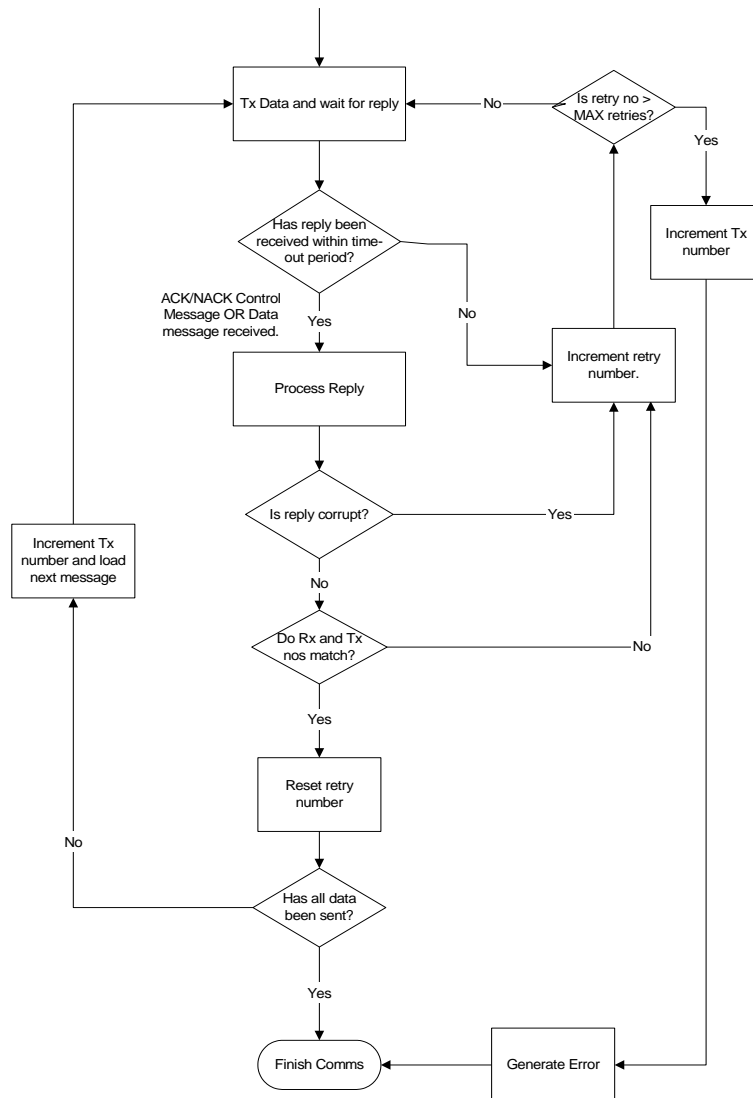 Tx Data and wait for reply
No
Is retry no >
MAX retries?
Yes
Increment Tx
number
Has reply been
received within time-
out period?
ACK/NACK Control
Message OR Data
message received.
Yes
No
Increment retry
number.
Process Reply
Is reply corrupt?
Yes
Increment Tx
number and load
next message
No
Do Rx and Tx
nos match?
No
Yes
Reset retry
number
No
Has all data
been sent?
Yes
Finish Comms
Generate Error